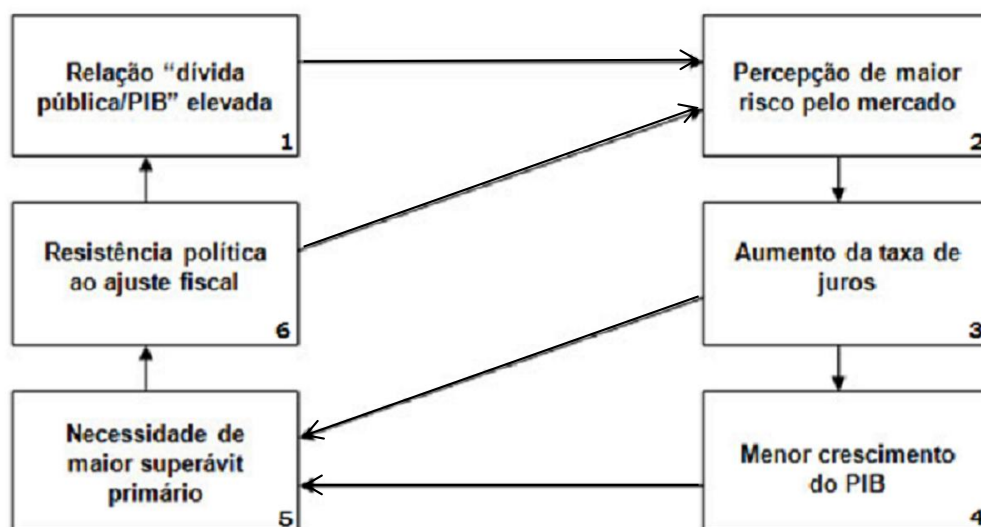 Relação “dívida
pública/PIB” elevada
1
Percepção de maior
risco pelo mercado
2
Resistência política
ao ajuste fiscal
6
Aumento da taxa de
juros
3
Necessidade de
maior superávit
primário
5
Menor crescimento
do PIB
4